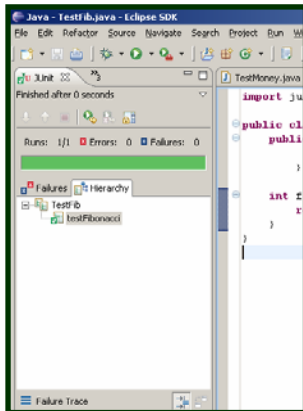 Java - TestFib.java - Eclipse SDK
File Edit Refactor Source Navigate Search Project Run
JUnit
3
TestMoney.java
Finished after 0 seconds
Runs: 1/1 Errors: 0 Failures: 0
Failures Hierarchy
TestFib
testFibonacci
import ju
public cl
publi
}
int f
r
}
}
Failure Trace